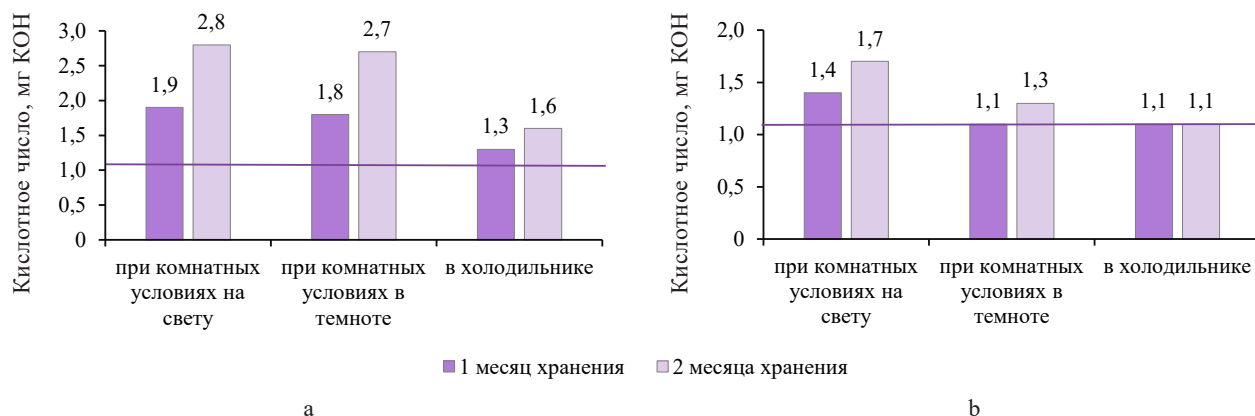 Кислотное число, мг КОН
3,0
2,5
2,0
1,5
1,0
0,5
0
1,9
2,8
1,8
2,7
1,3
1,6
при комнатных
условиях на
свету
при комнатных
условиях в
темноте
в холодильнике
Кислотное число, мг КОН
2,0
1,5
1,0
0,5
0
1,4
1,7
1,1
1,3
1,1
1,1
при комнатных
условиях на
свету
при комнатных
условиях в
темноте
в холодильнике
1 месяц хранения
2 месяца хранения
a
b